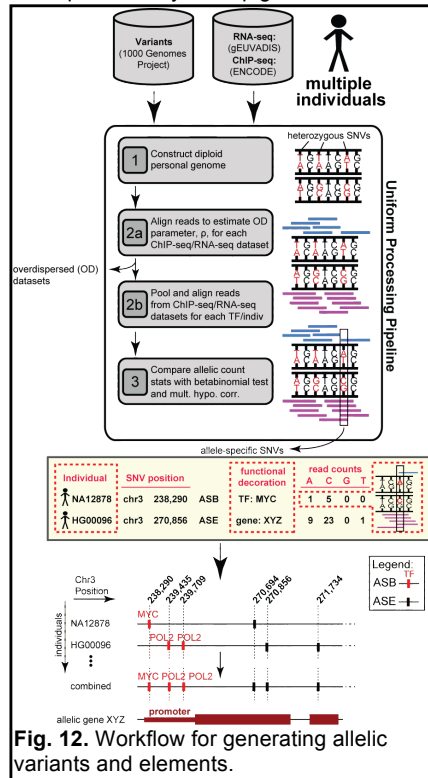 Variants
(1000 Genomes
Project)
RNA-seq:
(gEUVADIS)
ChIP-seq:
(ENCODE)
multiple
individuals
1
Construct diploid
personal genome
heterozygous SNVs
2a
Align reads to estimate OD
parameter, p, for each
ChIP-seq/RNA-seq dataset
overdispersed (OD)
datasets
2b
Pool and align reads
from ChIP-seq/RNA-seq
datasets for each TF/indiv
3
Compare allelic count
stats with betabinomial test
and mult. hypo. corr.
Uniform Processing Pipeline
allele-specific SNVs
Individual SNV position functional decoration read counts
A C G T
NA12878 chr3 238,290 ASB TF: MYC 1 5 0 0
HG00096 chr3 270,856 ASE gene: XYZ 9 23 0 1
Chr3
Position
238,290
239,435
239,709
270,694
270,856
271,734
Legend:
TF
ASB
ASE
individuals
MYC
NA12878
POL2 POL2
HG00096
MYC POL2 POL2
combined
promoter
allelic gene XYZ
Fig. 12. Workflow for generating allelic
variants and elements.